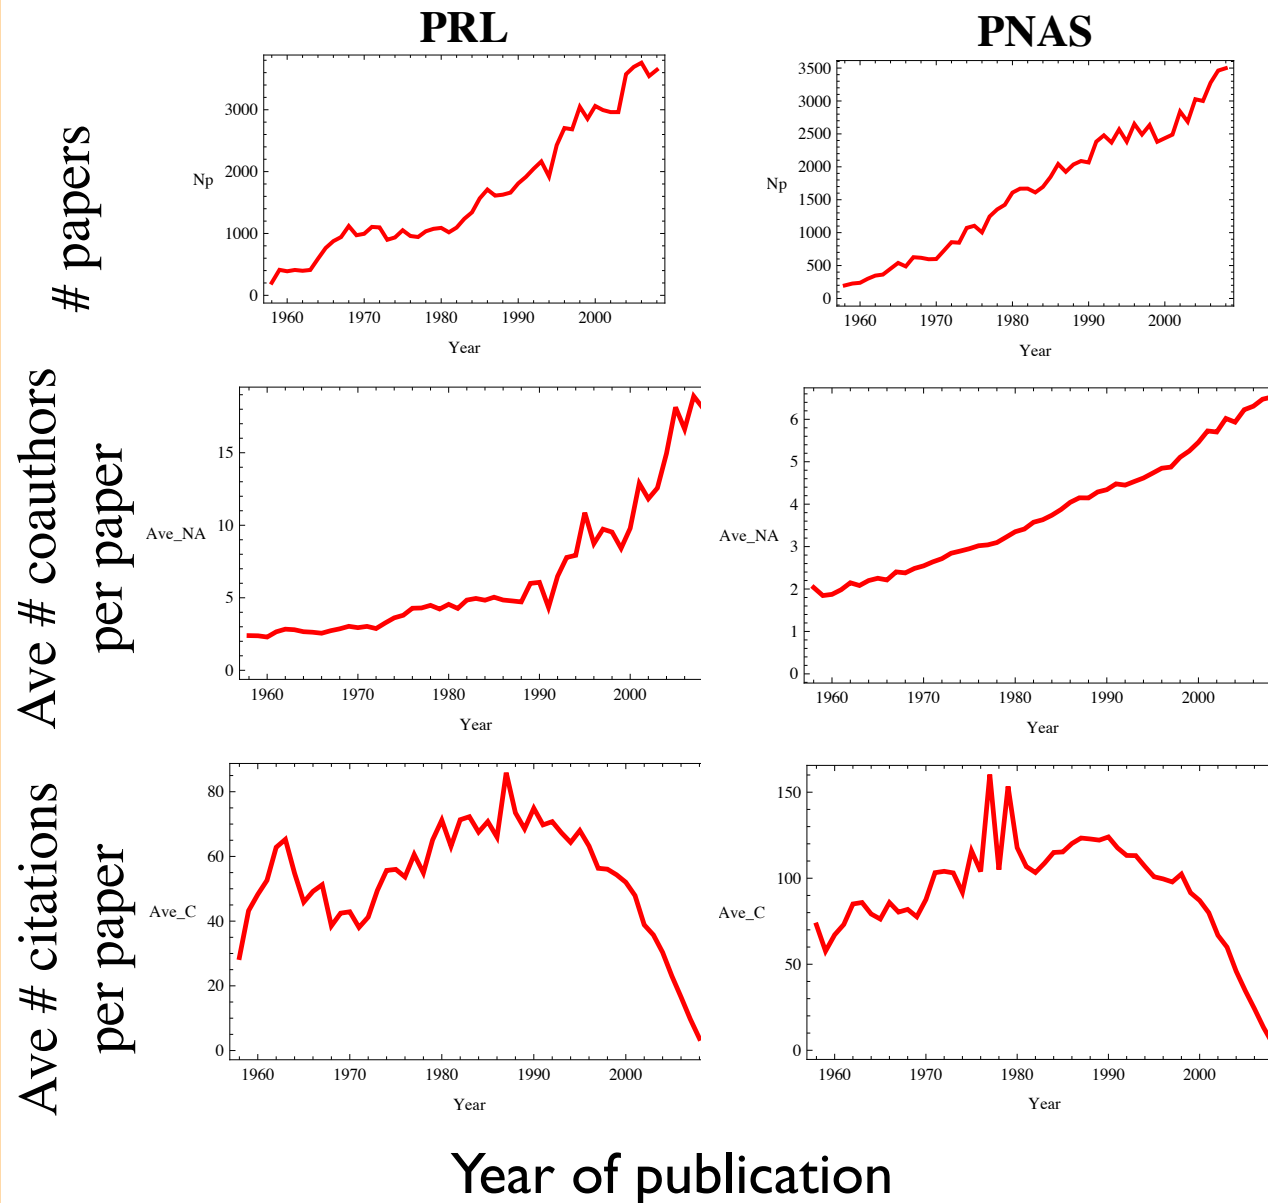 PRL
PNAS
# papers
Np
3000
2000
1000
0
1960 1970 1980 1990 2000
Year
Np
3500
3000
2500
2000
1500
1000
500
0
1960 1970 1980 1990 2000
Year
Ave # coauthors
per paper
Ave_NA
15
10
5
0
1960 1970 1980 1990 2000
Year
Ave_NA
6
5
4
3
2
1
0
1960 1970 1980 1990 2000
Year
Ave # citations
per paper
Ave_C
80
60
40
20
0
1960 1970 1980 1990 2000
Year
Ave_C
150
100
50
0
1960 1970 1980 1990 2000
Year
Year of publication